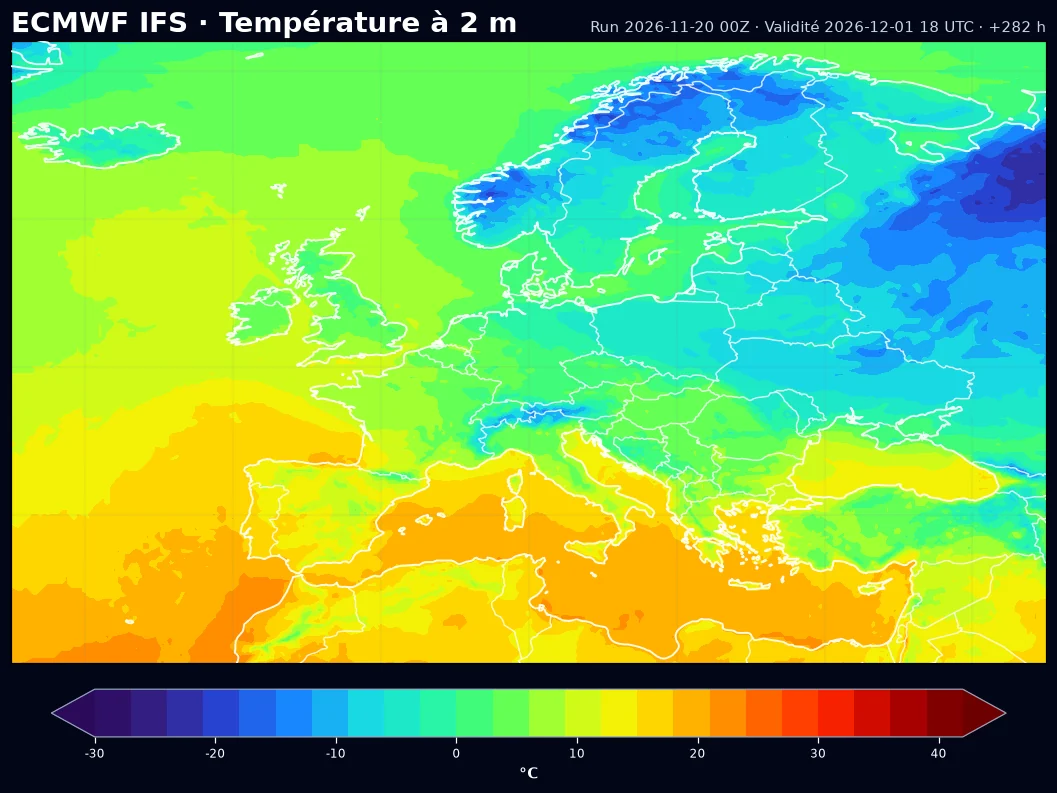 ECMWF IFS · Température à 2 m
Run 2026-11-20 00Z · Validité 2026-12-01 18 UTC · +282 h
-30 -20 -10 0 10 20 30 40
°C